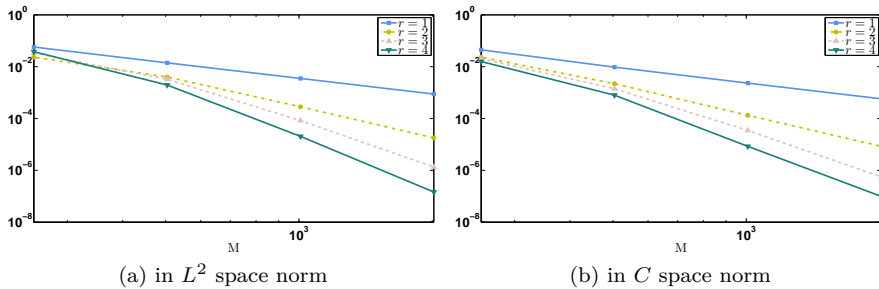 10^0
10^-2
10^-4
10^-6
10^-8
10^3
M
r = 1
r = 2
r = 3
r = 4
(a) in L^2 space norm
10^0
10^-2
10^-4
10^-6
10^-8
10^3
M
r = 1
r = 2
r = 3
r = 4
(b) in C space norm